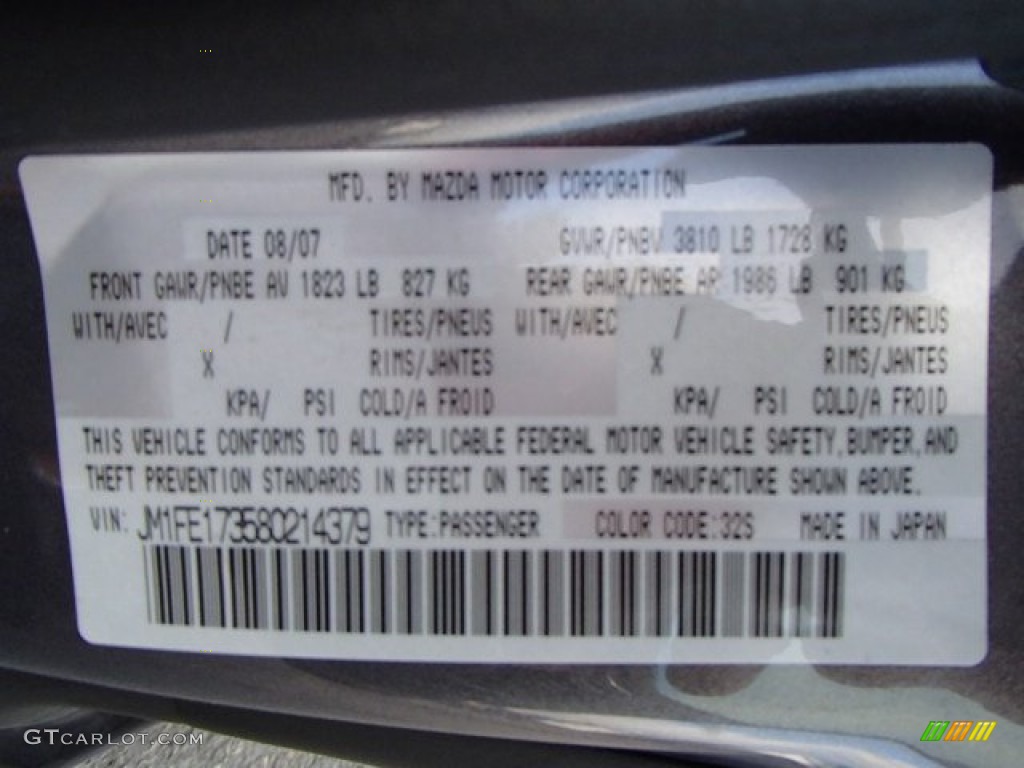 MFD. BY MAZDA MOTOR CORPORATION
DATE 08/07 GVWR/PNBV 3810 LB 1728 KG
FRONT GAWR/PNBE AV 1823 LB 827 KG REAR GAWR/PNBE AR 1986 LB 901 KG
WITH/AVEC / TIRES/PNEUS WITH/AVEC / TIRES/PNEUS
X RIMS/JANTES X RIMS/JANTES
KPA/ PSI COLD/A FROID KPA/ PSI COLD/A FROID
THIS VEHICLE CONFORMS TO ALL APPLICABLE FEDERAL MOTOR VEHICLE SAFETY,BUMPER,AND
THEFT PREVENTION STANDARDS IN EFFECT ON THE DATE OF MANUFACTURE SHOWN ABOVE.
VIN: JM1FE173580214379 TYPE:PASSENGER COLOR CODE:32S MADE IN JAPAN
GTCARLOT.COM